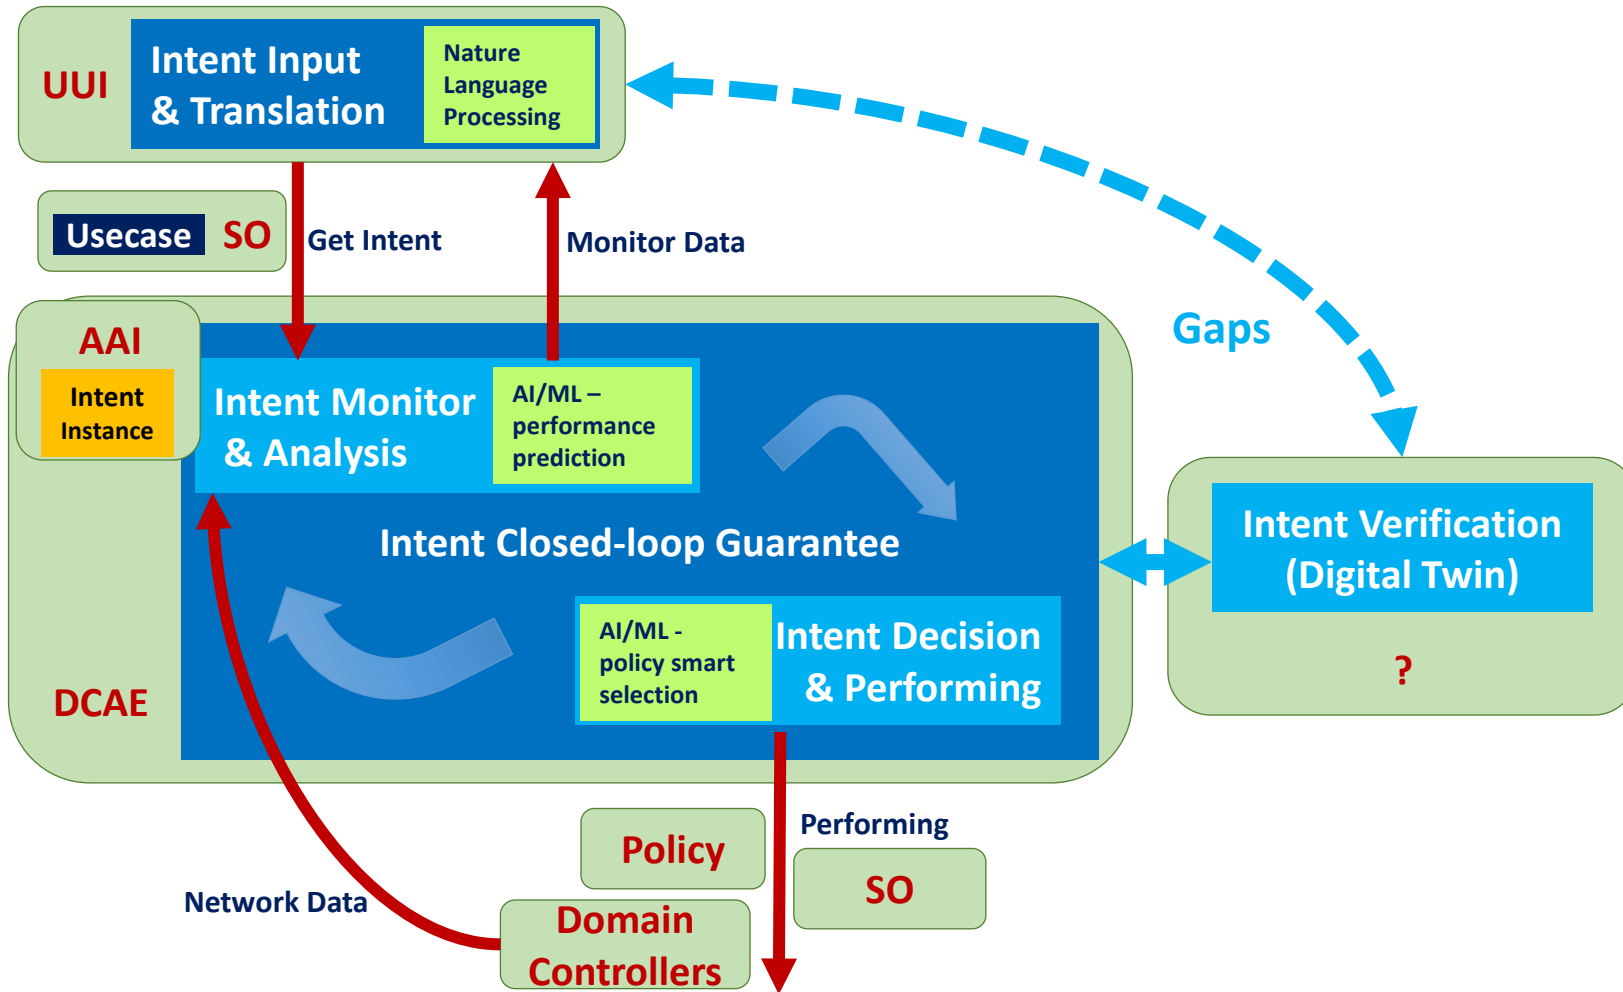 UUI
Intent Input
& Translation
Nature
Language
Processing
Usecase
SO
Get Intent
Monitor Data
Gaps
AAI
Intent
Instance
Intent Monitor
& Analysis
AI/ML –
performance
prediction
Intent Closed-loop Guarantee
Intent Verification
(Digital Twin)
?
AI/ML -
policy smart
selection
Intent Decision
& Performing
DCAE
Performing
Policy
SO
Network Data
Domain
Controllers